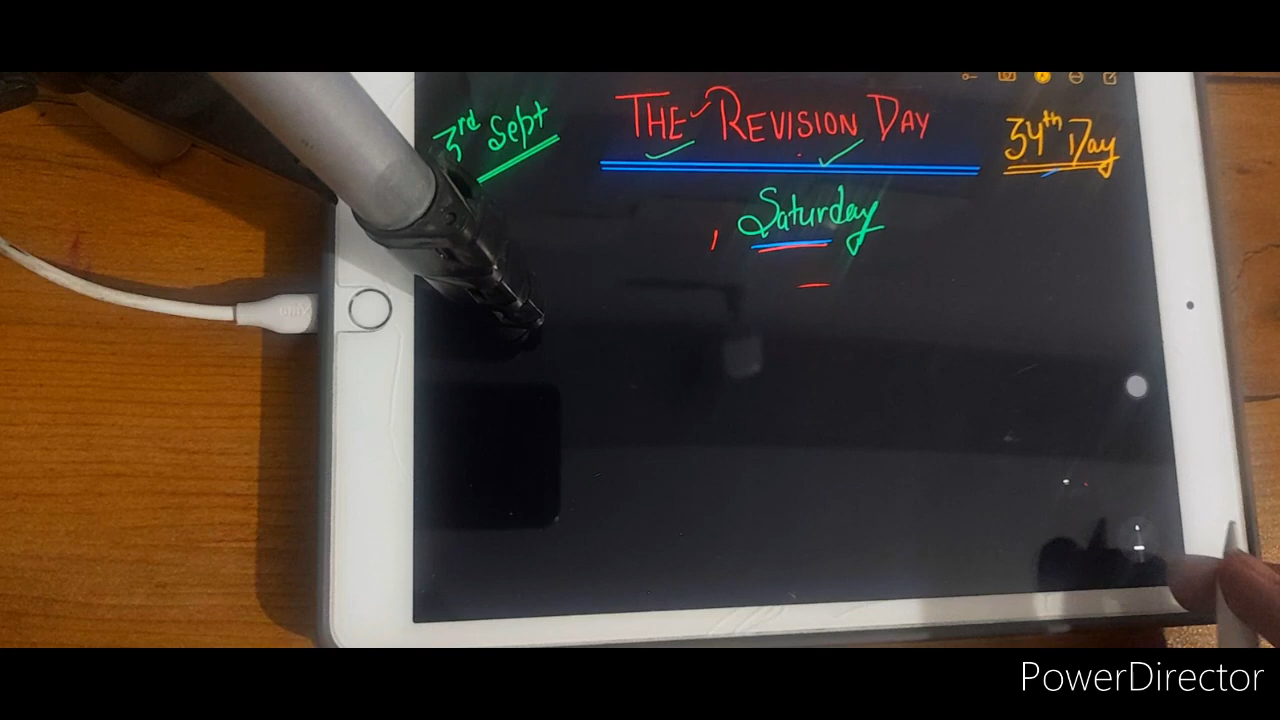 3rd Sept
THE REVISION DAY
34th Day
Saturday
PowerDirector